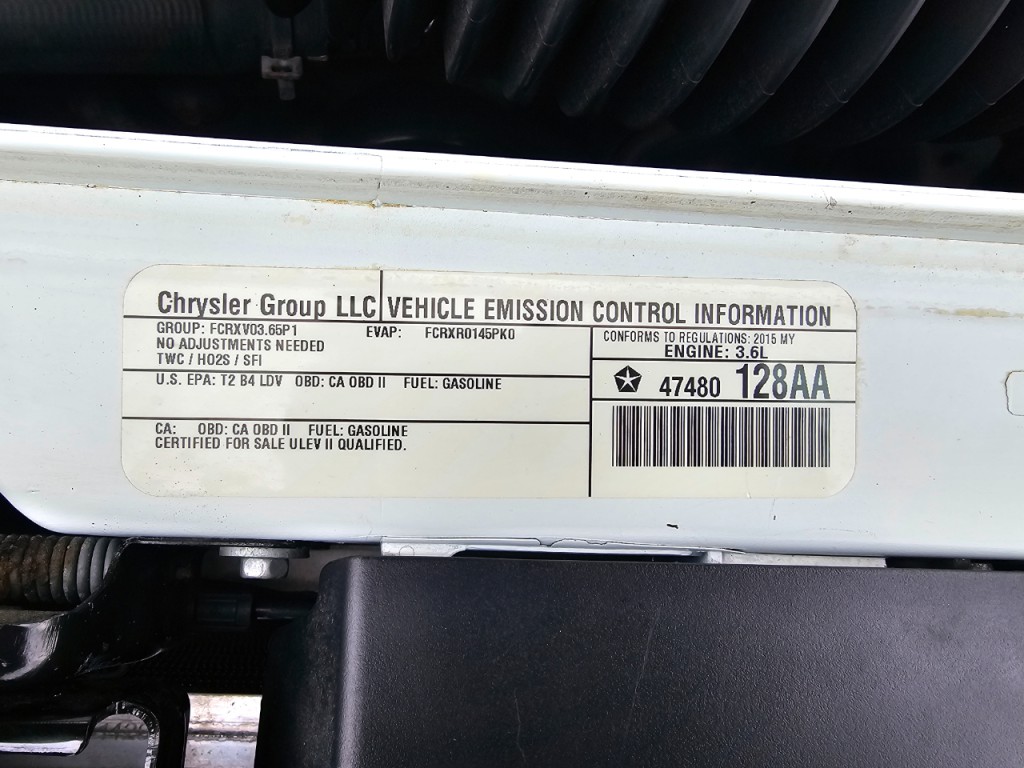 Chrysler Group LLC VEHICLE EMISSION CONTROL INFORMATION
GROUP: FCRXV03.65P1 EVAP: FCRXR0145PK0
NO ADJUSTMENTS NEEDED
TWC / HO2S / SFI
CONFORMS TO REGULATIONS: 2015 MY
ENGINE: 3.6L
U.S. EPA: T2 B4 LDV OBD: CA OBD II FUEL: GASOLINE
47480 128AA
CA: OBD: CA OBD II FUEL: GASOLINE
CERTIFIED FOR SALE ULEV II QUALIFIED.